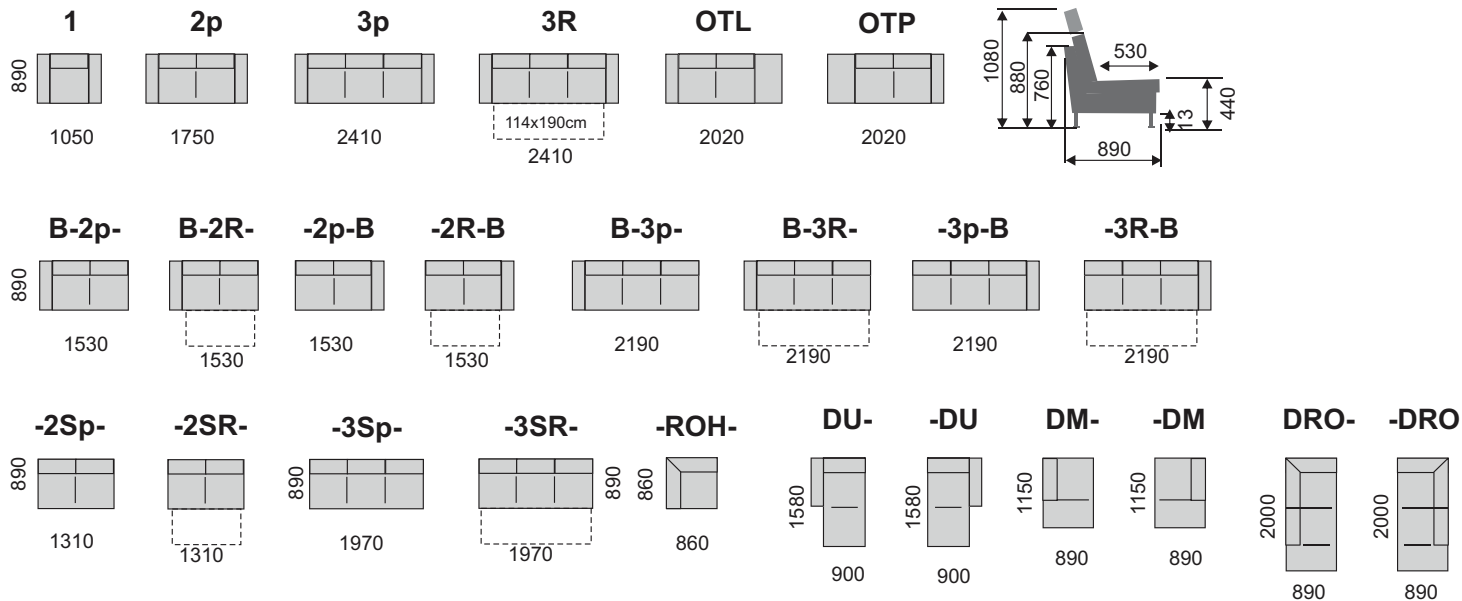 1 2p 3p 3R OTL OTP
890
114x190cm
1050 1750 2410 2410 2020 2020
1080 880 760 530 13 440
890
B-2p- B-2R- -2p-B -2R-B B-3p- B-3R- -3p-B -3R-B
890
1530 1530 1530 1530 2190 2190 2190 2190
-2Sp- -2SR- -3Sp- -3SR- -ROH- DU- -DU DM- -DM DRO- -DRO
890 890 890 860 1580 1580 1150 1150 2000 2000
1310 1310 1970 1970 860 900 900 890 890 890 890